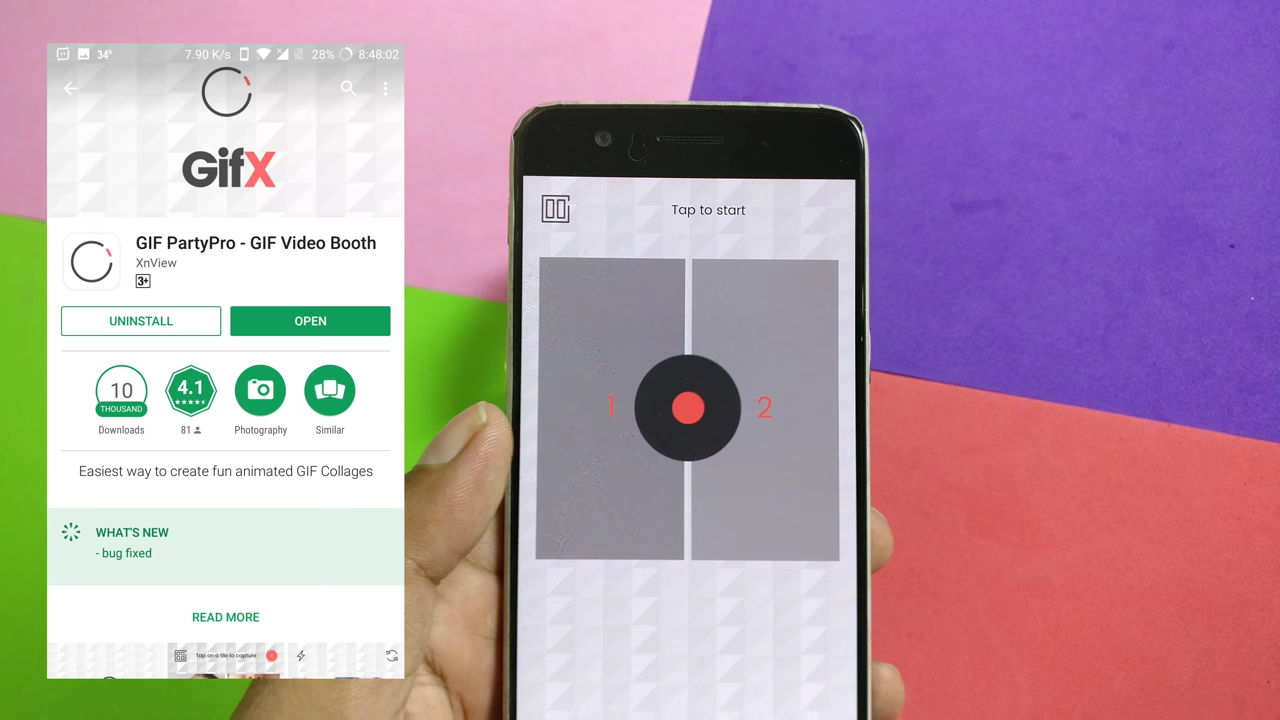 34°
7.90 K/s
28%
8:48:02
GifX
GIF PartyPro - GIF Video Booth
XnView
3+
UNINSTALL
OPEN
10
THOUSAND
Downloads
4.1
81
Photography
Similar
Easiest way to create fun animated GIF Collages
WHAT'S NEW
- bug fixed
READ MORE
Tap on a tile to capture
Tap to start
1
2